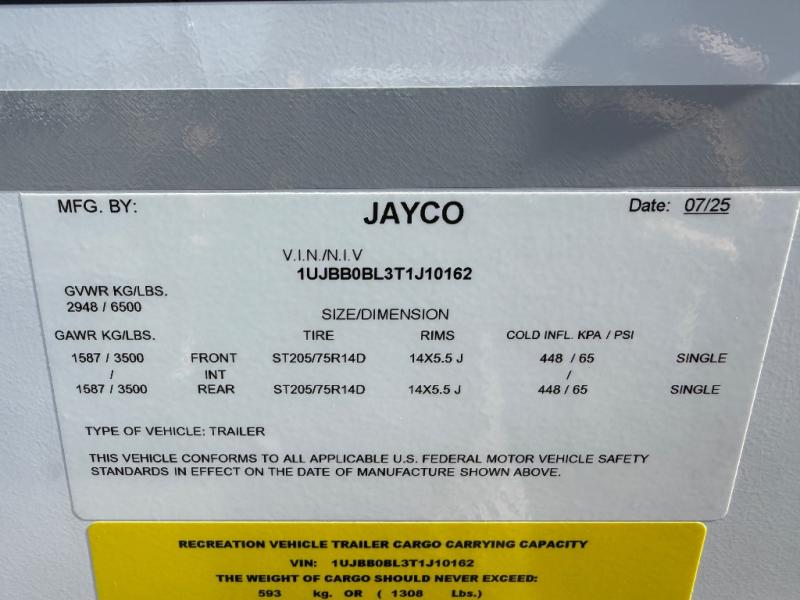 MFG. BY: JAYCO Date: 07/25
V.I.N./N.I.V
1UJBB0BL3T1J10162
GVWR KG/LBS.
2948 / 6500
SIZE/DIMENSION
GAWR KG/LBS. TIRE RIMS COLD INFL. KPA / PSI
1587 / 3500 FRONT ST205/75R14D 14X5.5 J 448 / 65 SINGLE
/ INT /
1587 / 3500 REAR ST205/75R14D 14X5.5 J 448 / 65 SINGLE
TYPE OF VEHICLE: TRAILER
THIS VEHICLE CONFORMS TO ALL APPLICABLE U.S. FEDERAL MOTOR VEHICLE SAFETY
STANDARDS IN EFFECT ON THE DATE OF MANUFACTURE SHOWN ABOVE.
RECREATION VEHICLE TRAILER CARGO CARRYING CAPACITY
VIN: 1UJBB0BL3T1J10162
THE WEIGHT OF CARGO SHOULD NEVER EXCEED:
593 kg. OR ( 1308 Lbs.)